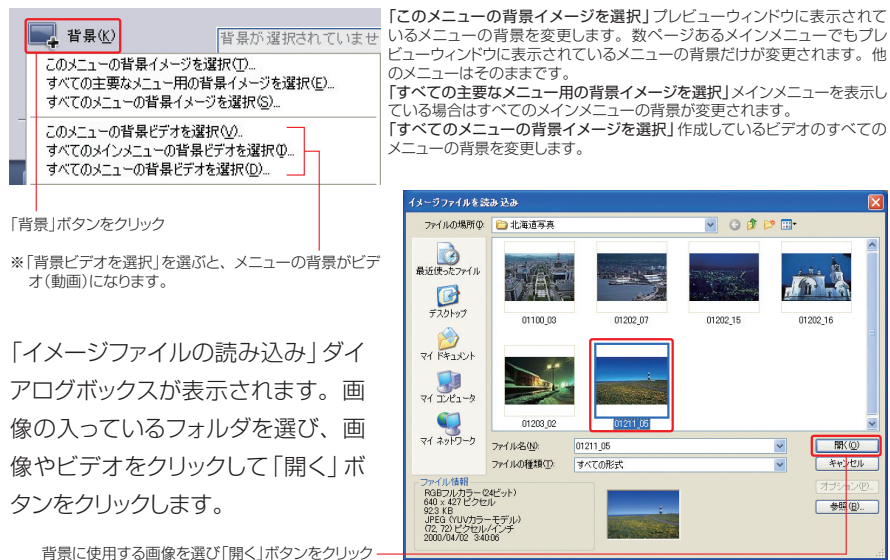 背景(K)
背景が選択されていませ
このメニューの背景イメージを選択(T)...
すべての主要なメニュー用の背景イメージを選択(E)...
すべてのメニューの背景イメージを選択(S)...
このメニューの背景ビデオを選択(V)...
すべてのメインメニューの背景ビデオを選択(I)...
すべてのメニューの背景ビデオを選択(D)...
「背景」ボタンをクリック
※「背景ビデオを選択」を選ぶと、メニューの背景がビデ
オ(動画)になります。
「このメニューの背景イメージを選択」プレビューウィンドウに表示されて
いるメニューの背景を変更します。数ページあるメインメニューでもプレ
ビューウィンドウに表示されているメニューの背景だけが変更されます。他
のメニューはそのままです。
「すべての主要なメニュー用の背景イメージを選択」メインメニューを表示し
ている場合はすべてのメインメニューの背景が変更されます。
「すべてのメニューの背景イメージを選択」作成しているビデオのすべての
メニューの背景を変更します。
「イメージファイルの読み込み」ダイ
アログボックスが表示されます。画
像の入っているフォルダを選び、画
像やビデオをクリックして「開く」ボ
タンをクリックします。
背景に使用する画像を選び「開く」ボタンをクリック
イメージファイルを読み込み
ファイルの場所(I):
北海道写真
最近使ったファイル
デスクトップ
マイ ドキュメント
マイ コンピュータ
マイ ネットワーク
01100_03
01202_07
01202_15
01202_16
01203_02
01211_05
ファイル名(N):
01211_05
開く(O)
ファイルの種類(T):
すべての形式
キャンセル
オプション(P)...
参照(B)...
ファイル情報
RGBフルカラー(24ビット)
640 x 427 ピクセル
92.3 KB
JPEG (YUVカラーモデル)
(72, 72) ピクセル/インチ
2000/04/02 3:40:06